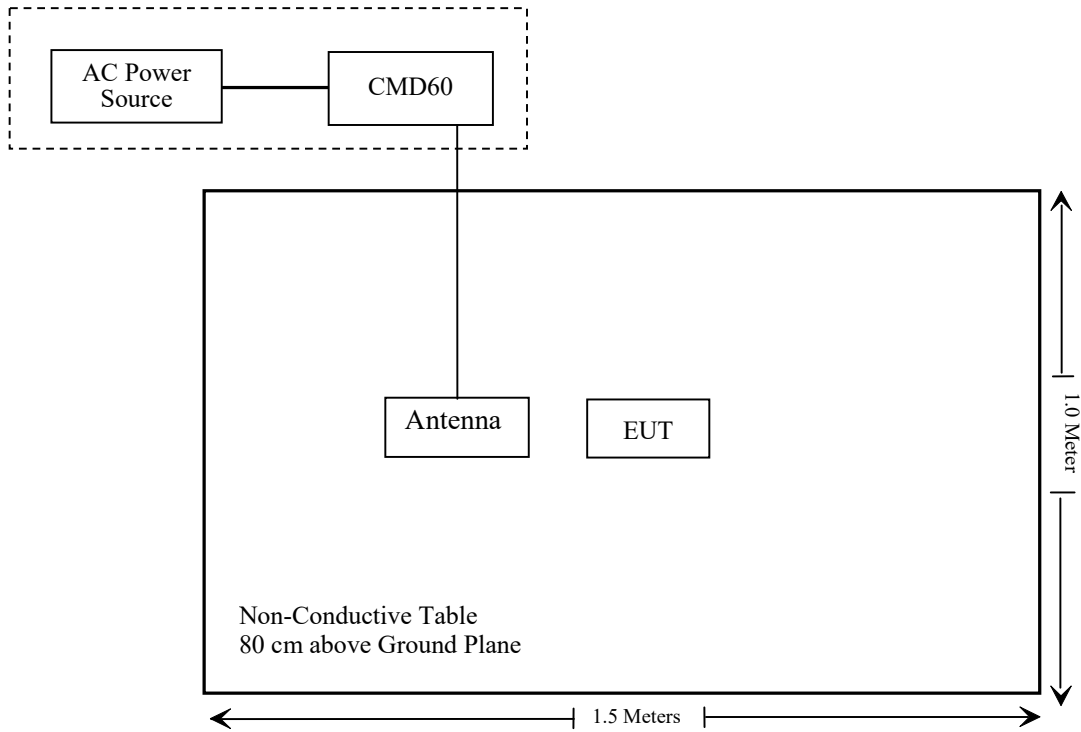 AC Power
Source
CMD60
Antenna
EUT
1.0 Meter
Non-Conductive Table
80 cm above Ground Plane
1.5 Meters